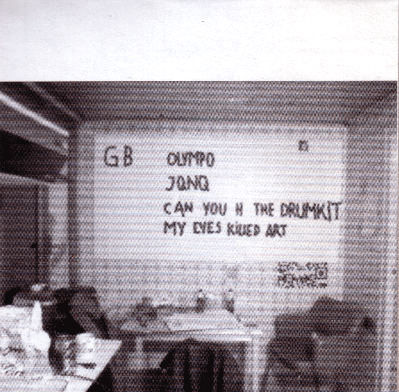 GB OLYMPO
JONQ
CAN YOU H THE DRUMKIT
MY EYES KILLED ART